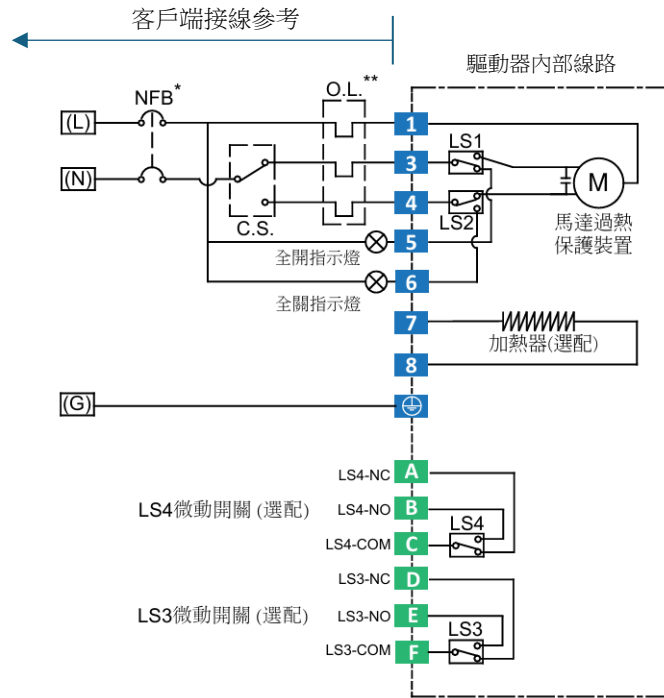 客戶端接線參考
驅動器內部線路
NFB*
O.L.**
(L)
1
LS1
(N)
3
M
4
C.S.
LS2
馬達過熱
保護裝置
5
全開指示燈
6
全關指示燈
7
加熱器(選配)
8
(G)
LS4-NC
A
LS4微動開關 (選配)
LS4-NO
B
LS4
LS4-COM
C
LS3-NC
D
LS3微動開關 (選配)
LS3-NO
E
LS3
LS3-COM
F